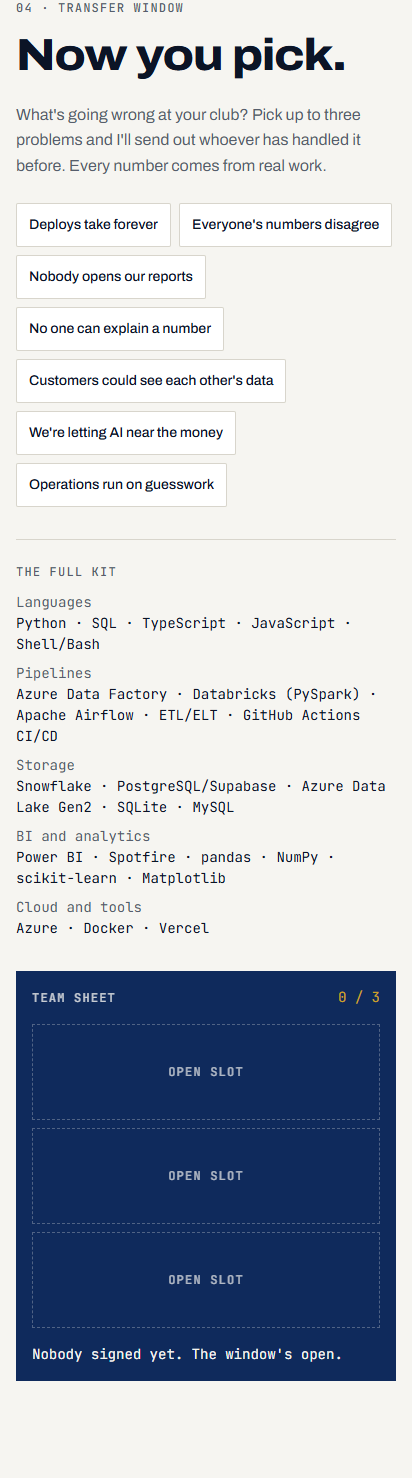 04 · TRANSFER WINDOW
Now you pick.
What's going wrong at your club? Pick up to three
problems and I'll send out whoever has handled it
before. Every number comes from real work.
Deploys take forever
Everyone's numbers disagree
Nobody opens our reports
No one can explain a number
Customers could see each other's data
We're letting AI near the money
Operations run on guesswork
THE FULL KIT
Languages
Python · SQL · TypeScript · JavaScript ·
Shell/Bash
Pipelines
Azure Data Factory · Databricks (PySpark) ·
Apache Airflow · ETL/ELT · GitHub Actions
CI/CD
Storage
Snowflake · PostgreSQL/Supabase · Azure Data
Lake Gen2 · SQLite · MySQL
BI and analytics
Power BI · Spotfire · pandas · NumPy ·
scikit-learn · Matplotlib
Cloud and tools
Azure · Docker · Vercel
TEAM SHEET
0 / 3
OPEN SLOT
OPEN SLOT
OPEN SLOT
Nobody signed yet. The window's open.